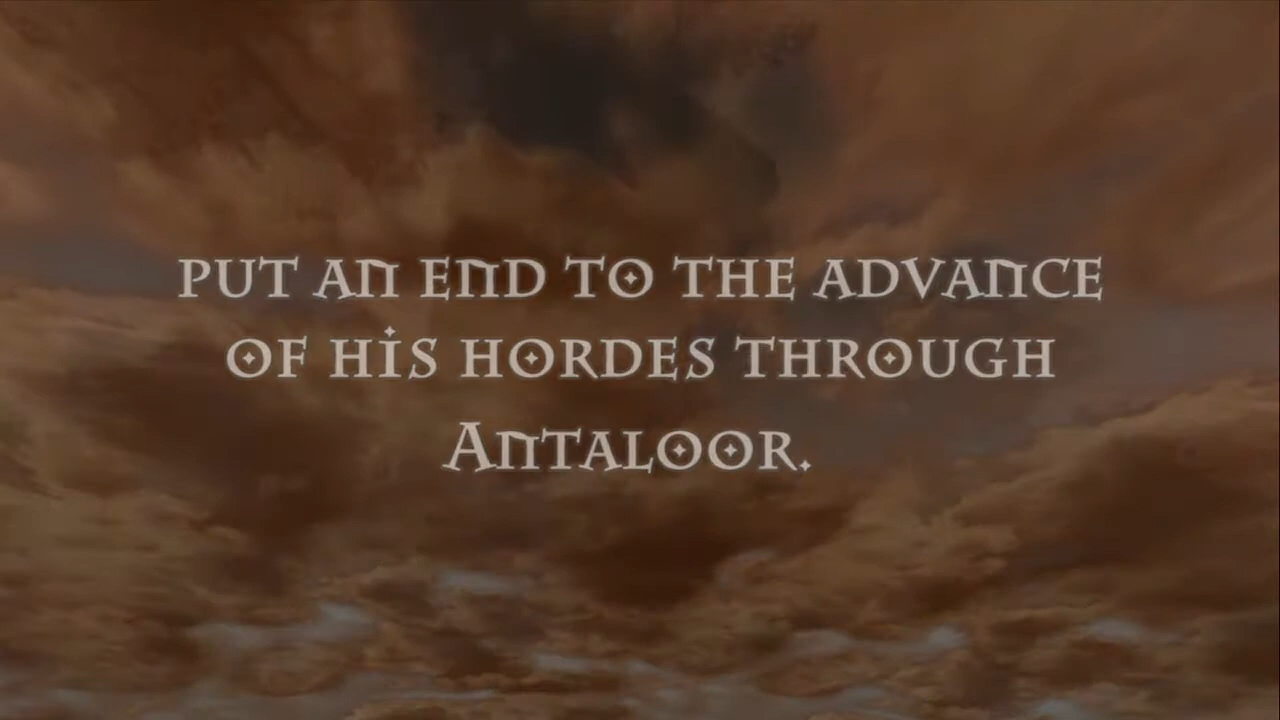 PUT AN END TO THE ADVANCE
OF HIS HORDES THROUGH
ANTALOOR.